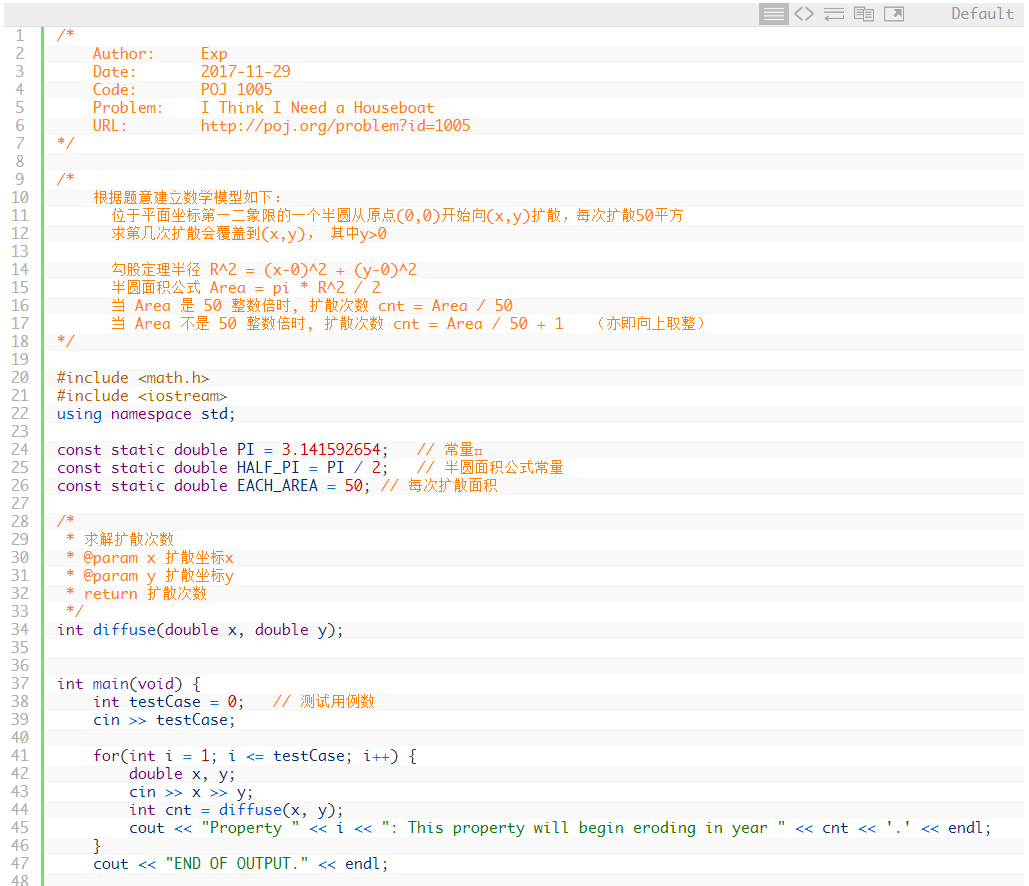 Default
1 /*
2     Author:     Exp
3     Date:       2017-11-29
4     Code:       POJ 1005
5     Problem:    I Think I Need a Houseboat
6     URL:        http://poj.org/problem?id=1005
7 */
8
9 /*
10     根据题意建立数学模型如下：
11       位于平面坐标第一二象限的一个半圆从原点(0,0)开始向(x,y)扩散，每次扩散50平方
12       求第几次扩散会覆盖到(x,y)， 其中y>0
13
14       勾股定理半径 R^2 = (x-0)^2 + (y-0)^2
15       半圆面积公式 Area = pi * R^2 / 2
16       当 Area 是 50 整数倍时, 扩散次数 cnt = Area / 50
17       当 Area 不是 50 整数倍时, 扩散次数 cnt = Area / 50 + 1   （亦即向上取整）
18 */
19
20 #include <math.h>
21 #include <iostream>
22 using namespace std;
23
24 const static double PI = 3.141592654;   // 常量π
25 const static double HALF_PI = PI / 2;   // 半圆面积公式常量
26 const static double EACH_AREA = 50; // 每次扩散面积
27
28 /*
29  * 求解扩散次数
30  * @param x 扩散坐标x
31  * @param y 扩散坐标y
32  * return 扩散次数
33  */
34 int diffuse(double x, double y);
35
36
37 int main(void) {
38     int testCase = 0;   // 测试用例数
39     cin >> testCase;
40
41     for(int i = 1; i <= testCase; i++) {
42         double x, y;
43         cin >> x >> y;
44         int cnt = diffuse(x, y);
45         cout << "Property " << i << ": This property will begin eroding in year " << cnt << '.' << endl;
46     }
47     cout << "END OF OUTPUT." << endl;
48